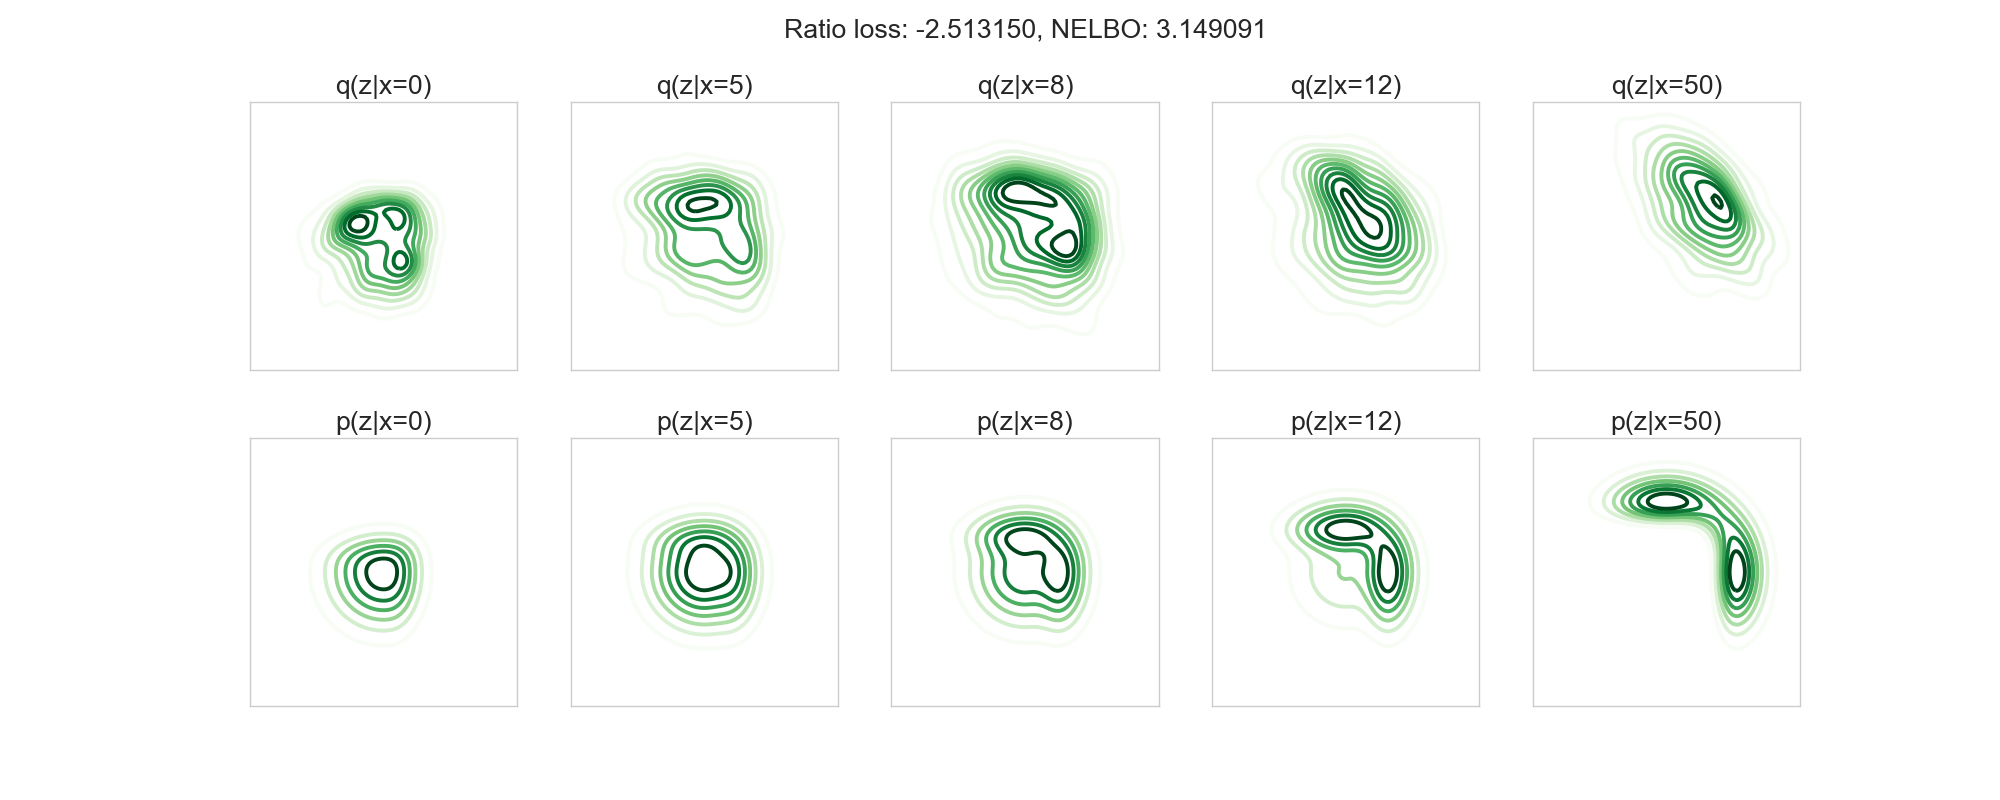 Ratio loss: -2.513150, NELBO: 3.149091
q(z|x=0) q(z|x=5) q(z|x=8) q(z|x=12) q(z|x=50)
p(z|x=0) p(z|x=5) p(z|x=8) p(z|x=12) p(z|x=50)